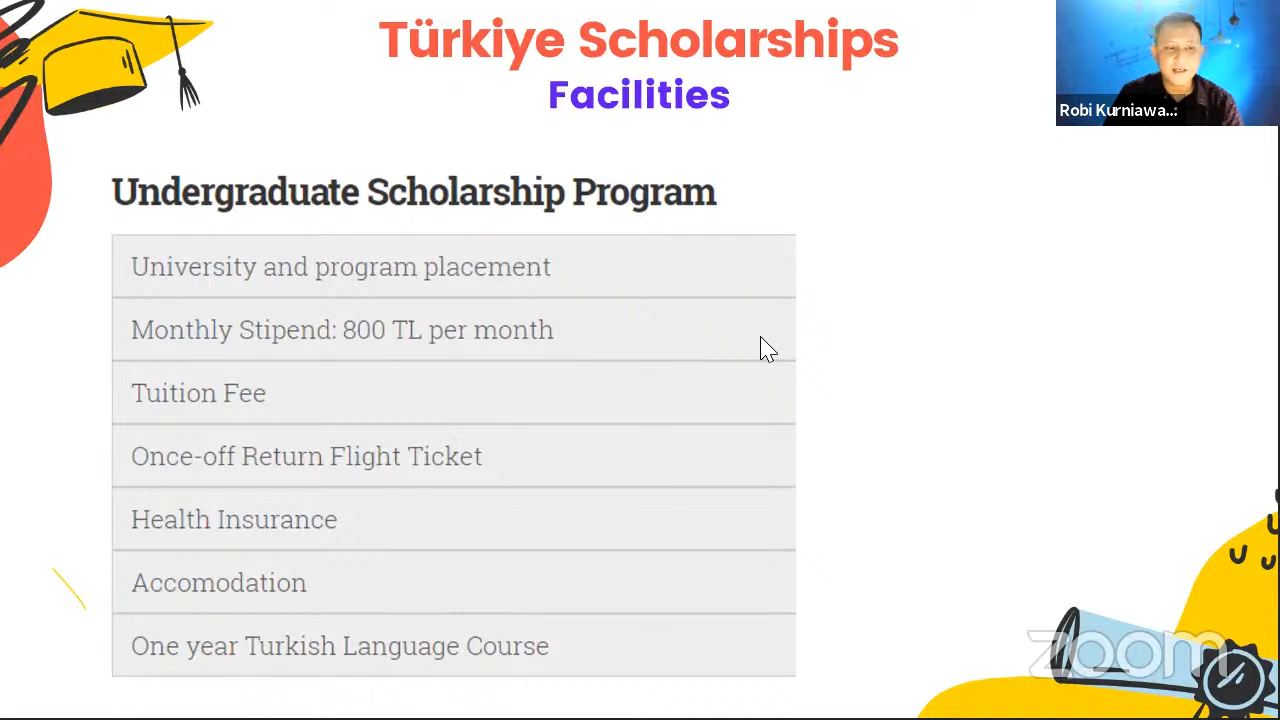 Türkiye Scholarships
Facilities
Robi Kurniawa...
Undergraduate Scholarship Program
University and program placement
Monthly Stipend: 800 TL per month
Tuition Fee
Once-off Return Flight Ticket
Health Insurance
Accomodation
One year Turkish Language Course
zoom